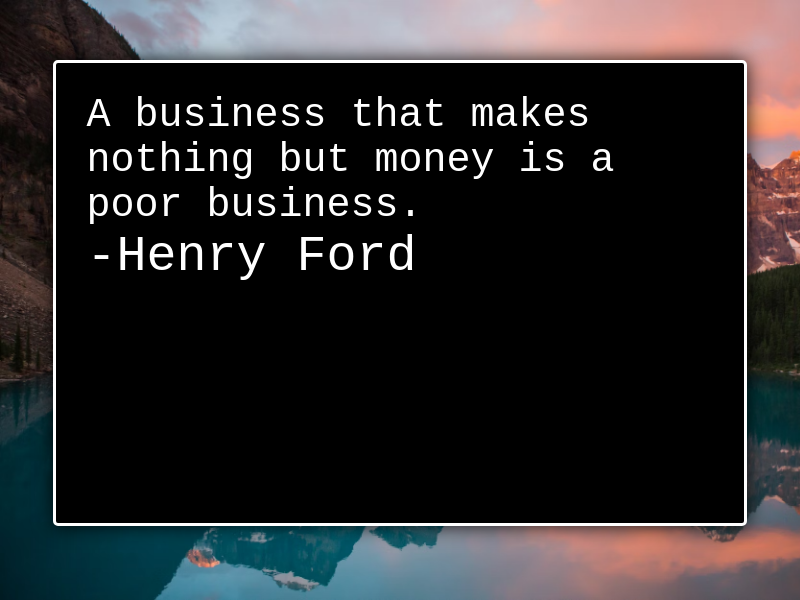 A business that makes
nothing but money is a
poor business.
-Henry Ford